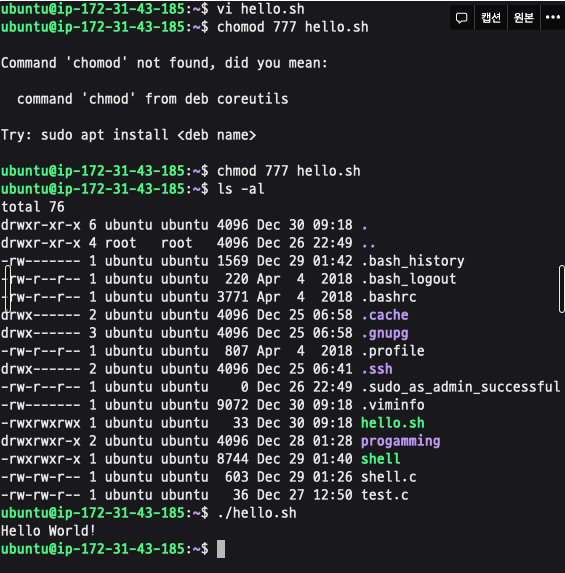 ubuntu@ip-172-31-43-185:~$ vi hello.sh
캡션 원본 •••
ubuntu@ip-172-31-43-185:~$ chomod 777 hello.sh
Command 'chomod' not found, did you mean:
  command 'chmod' from deb coreutils
Try: sudo apt install <deb name>
ubuntu@ip-172-31-43-185:~$ chmod 777 hello.sh
ubuntu@ip-172-31-43-185:~$ ls -al
total 76
drwxr-xr-x 6 ubuntu ubuntu 4096 Dec 30 09:18 .
drwxr-xr-x 4 root   root   4096 Dec 26 22:49 ..
-rw------- 1 ubuntu ubuntu 1569 Dec 29 01:42 .bash_history
-rw-r--r-- 1 ubuntu ubuntu  220 Apr  4  2018 .bash_logout
-rw-r--r-- 1 ubuntu ubuntu 3771 Apr  4  2018 .bashrc
drwx------ 2 ubuntu ubuntu 4096 Dec 25 06:58 .cache
drwx------ 3 ubuntu ubuntu 4096 Dec 25 06:58 .gnupg
-rw-r--r-- 1 ubuntu ubuntu  807 Apr  4  2018 .profile
drwx------ 2 ubuntu ubuntu 4096 Dec 25 06:41 .ssh
-rw-r--r-- 1 ubuntu ubuntu    0 Dec 26 22:49 .sudo_as_admin_successful
-rw------- 1 ubuntu ubuntu 9072 Dec 30 09:18 .viminfo
-rwxrwxrwx 1 ubuntu ubuntu   33 Dec 30 09:18 hello.sh
drwxrwxr-x 2 ubuntu ubuntu 4096 Dec 28 01:28 progamming
-rwxrwxr-x 1 ubuntu ubuntu 8744 Dec 29 01:40 shell
-rw-rw-r-- 1 ubuntu ubuntu  603 Dec 29 01:26 shell.c
-rw-rw-r-- 1 ubuntu ubuntu   36 Dec 27 12:50 test.c
ubuntu@ip-172-31-43-185:~$ ./hello.sh
Hello World!
ubuntu@ip-172-31-43-185:~$